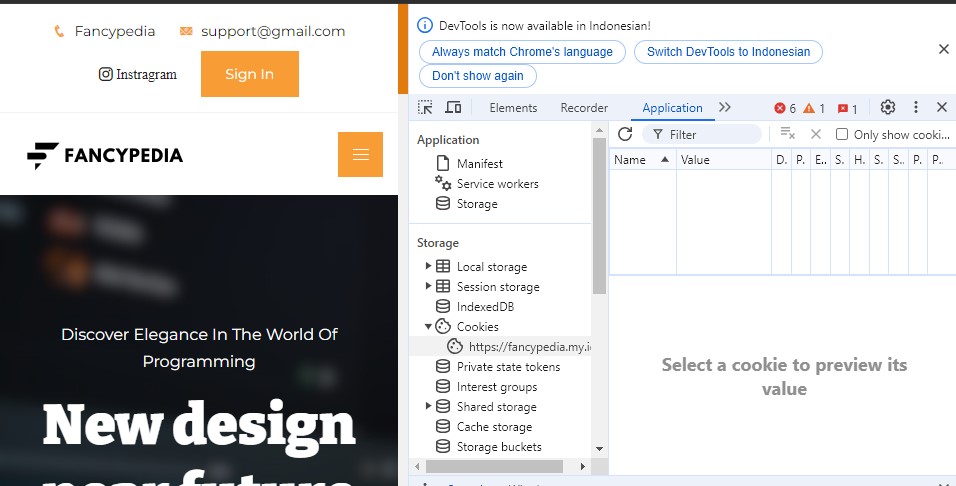 Fancypedia support@gmail.com
Instagram Sign In
FANCYPEDIA
Discover Elegance In The World Of
Programming
New design
near future
DevTools is now available in Indonesian!
Always match Chrome's language Switch DevTools to Indonesian
Don't show again
Elements Recorder Application 6 1 1
Filter Only show cooki...
Application
Manifest
Service workers
Storage
Storage
Local storage
Session storage
IndexedDB
Cookies
https://fancypedia.my.i
Private state tokens
Interest groups
Shared storage
Cache storage
Storage buckets
Name Value D. P. E.. S. H. S. S.. P. P..
Select a cookie to preview its
value